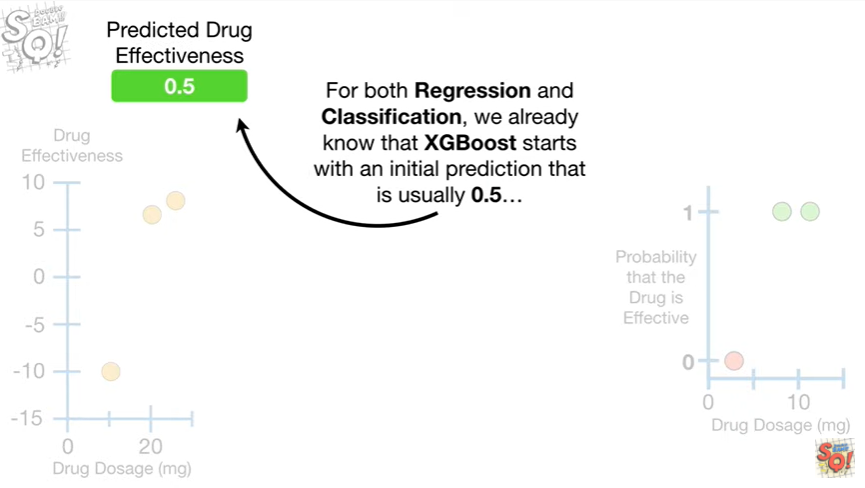 Predicted Drug
Effectiveness
0.5
For both Regression and
Classification, we already
know that XGBoost starts
with an initial prediction that
is usually 0.5...
Drug
Effectiveness
10
5
0
-5
-10
-15
0
20
Drug Dosage (mg)
1
Probability
that the
Drug is
Effective
0
0
10
Drug Dosage (mg)
SQ!